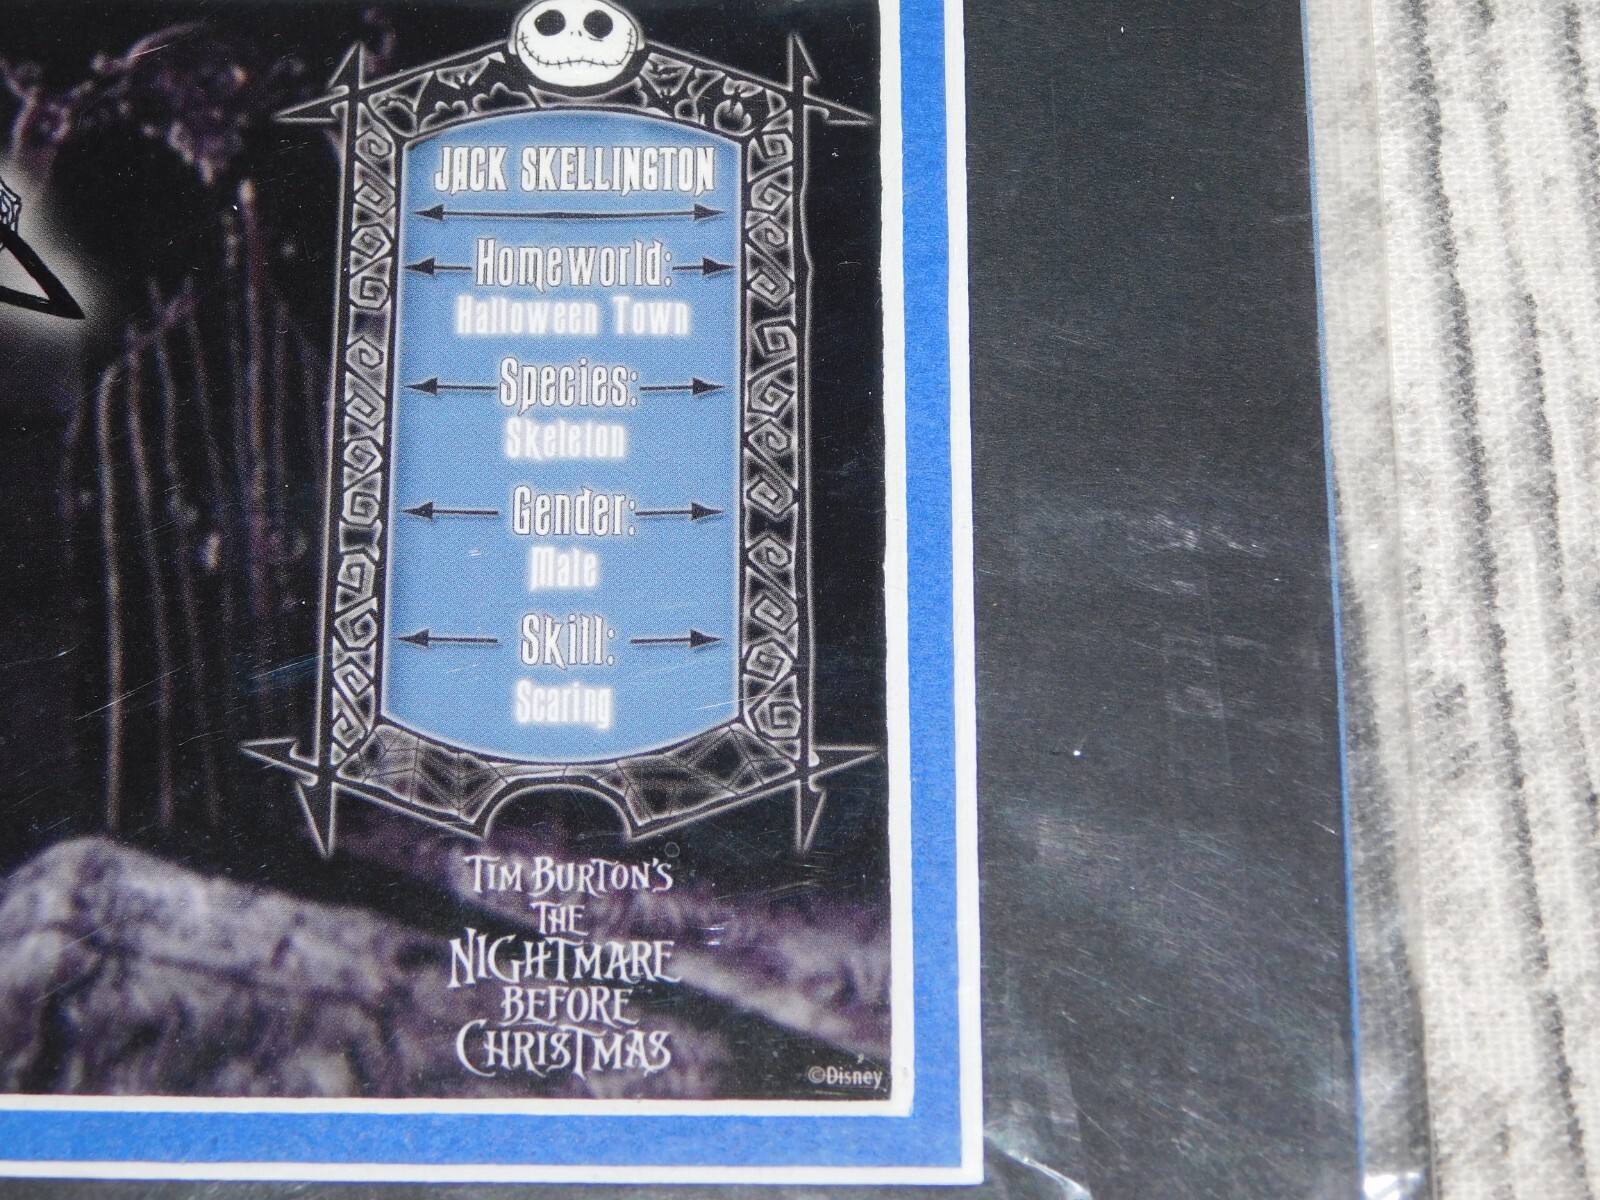 JACK SKELLINGTON
Homeworld:
Halloween Town
Species:
Skeleton
Gender:
Male
Skill:
Scaring
TIM BURTON'S
THE
NIGHTMARE
BEFORE
CHRISTMAS
©Disney